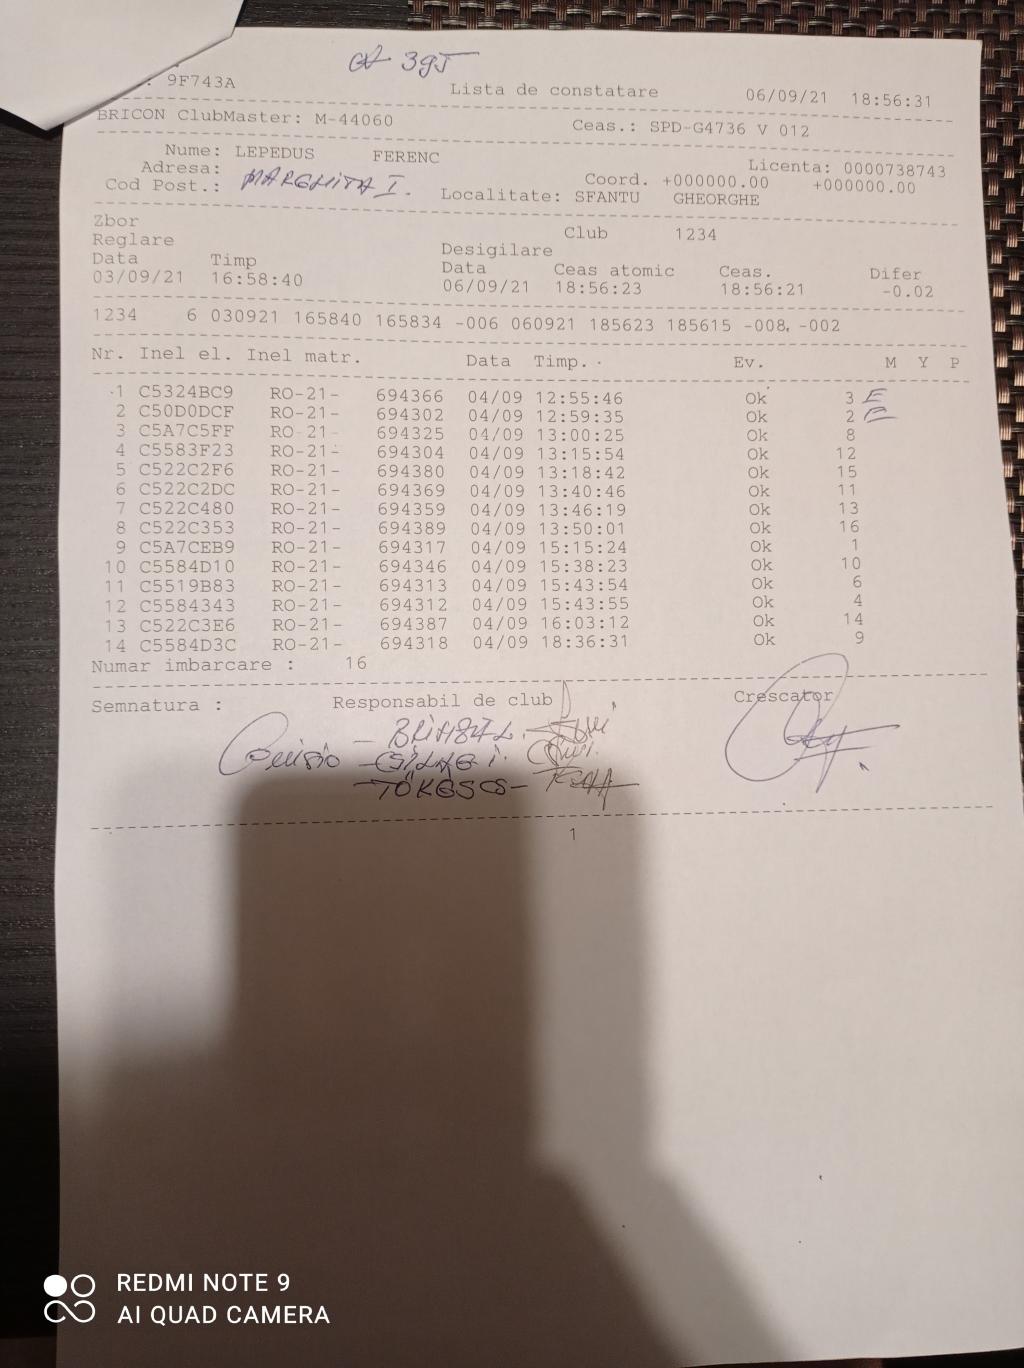 3gJ
: 9F743A Lista de constatare 06/09/21 18:56:31
BRICON ClubMaster: M-44060 Ceas.: SPD-G4736 V 012
Nume: LEPEDUS FERENC Licenta: 0000738743
Adresa: Coord. +000000.00 +000000.00
Cod Post.: MARGHITA I. Localitate: SFANTU GHEORGHE
Zbor Club 1234
Reglare Desigilare
Data Timp Data Ceas atomic Ceas. Difer
03/09/21 16:58:40 06/09/21 18:56:23 18:56:21 -0.02
1234 6 030921 165840 165834 -006 060921 185623 185615 -008, -002
Nr. Inel el. Inel matr. Data Timp. Ev. M Y P
1 C5324BC9 RO-21- 694366 04/09 12:55:46 Ok 3 E
2 C50D0DCF RO-21- 694302 04/09 12:59:35 Ok 2 E
3 C5A7C5FF RO-21- 694325 04/09 13:00:25 Ok 8
4 C5583F23 RO-21- 694304 04/09 13:15:54 Ok 12
5 C522C2F6 RO-21- 694380 04/09 13:18:42 Ok 15
6 C522C2DC RO-21- 694369 04/09 13:40:46 Ok 11
7 C522C480 RO-21- 694359 04/09 13:46:19 Ok 13
8 C522C353 RO-21- 694389 04/09 13:50:01 Ok 16
9 C5A7CEB9 RO-21- 694317 04/09 15:15:24 Ok 1
10 C5584D10 RO-21- 694346 04/09 15:38:23 Ok 10
11 C5519B83 RO-21- 694313 04/09 15:43:54 Ok 6
12 C5584343 RO-21- 694312 04/09 15:43:55 Ok 4
13 C522C3E6 RO-21- 694387 04/09 16:03:12 Ok 14
14 C5584D3C RO-21- 694318 04/09 18:36:31 Ok 9
Numar imbarcare : 16
Semnatura : Responsabil de club Crescator
TŐKÉSCS-
1
REDMI NOTE 9
AI QUAD CAMERA